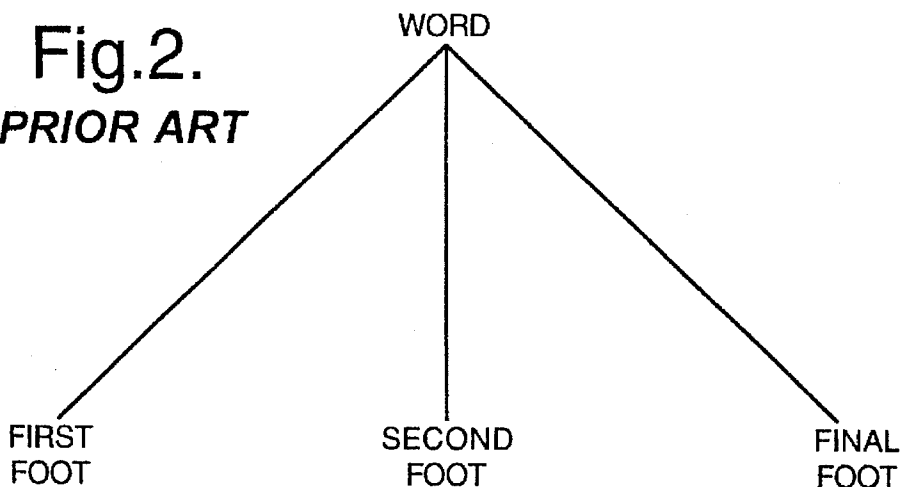 Fig.2.
PRIOR ART
WORD
FIRST
FOOT
SECOND
FOOT
FINAL
FOOT